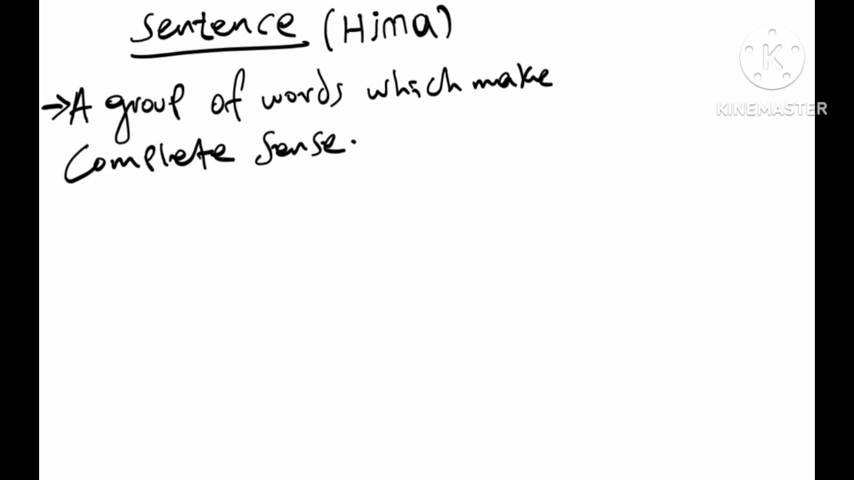 Sentence (Hima)
→A group of words which make
Complete Sense.
KINEMASTER